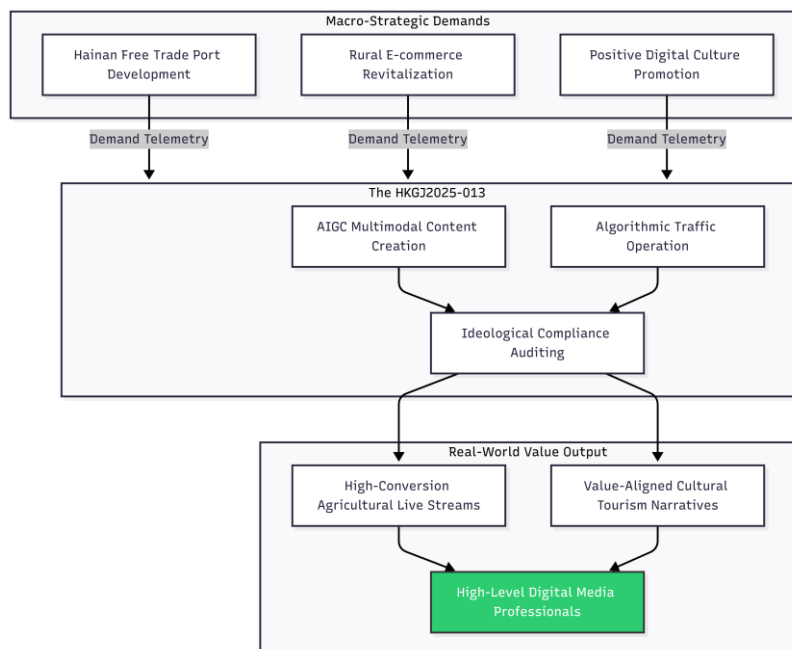 Macro-Strategic Demands
Hainan Free Trade Port
Development
Rural E-commerce
Revitalization
Positive Digital Culture
Promotion
Demand Telemetry
Demand Telemetry
Demand Telemetry
The HKGJ2025-013
AIGC Multimodal Content
Creation
Algorithmic Traffic
Operation
Ideological Compliance
Auditing
Real-World Value Output
High-Conversion
Agricultural Live Streams
Value-Aligned Cultural
Tourism Narratives
High-Level Digital Media
Professionals